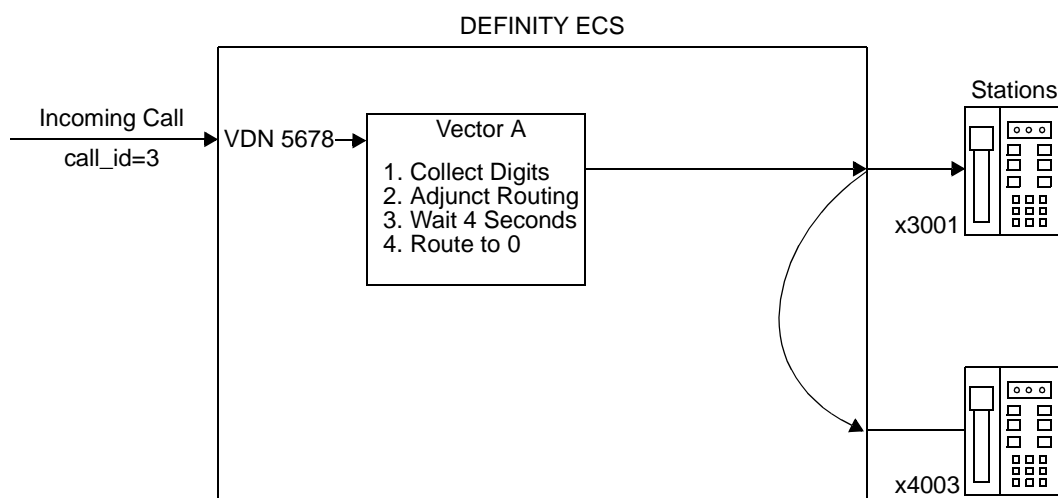 DEFINITY ECS
Stations
Incoming Call
call_id=3
VDN 5678
Vector A
1. Collect Digits
2. Adjunct Routing
3. Wait 4 Seconds
4. Route to 0
x3001
x4003